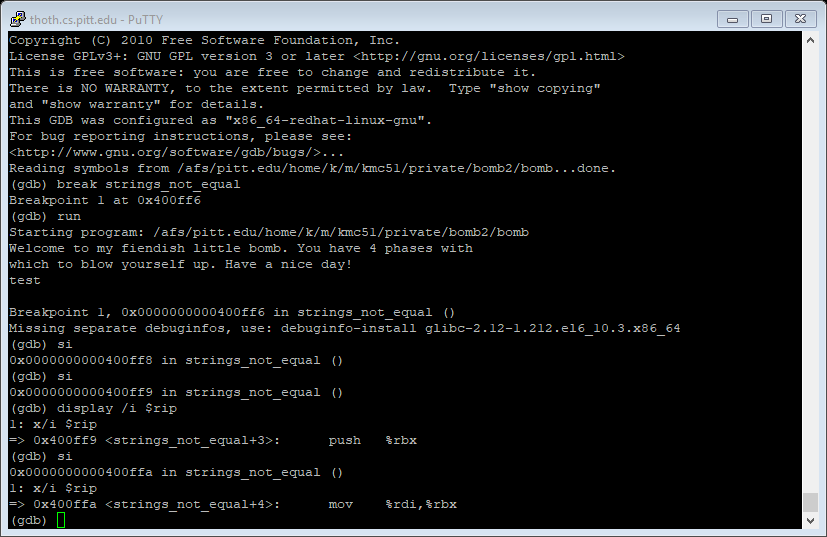 thoth.cs.pitt.edu - PuTTY
Copyright (C) 2010 Free Software Foundation, Inc.
License GPLv3+: GNU GPL version 3 or later <http://gnu.org/licenses/gpl.html>
This is free software: you are free to change and redistribute it.
There is NO WARRANTY, to the extent permitted by law.  Type "show copying"
and "show warranty" for details.
This GDB was configured as "x86_64-redhat-linux-gnu".
For bug reporting instructions, please see:
<http://www.gnu.org/software/gdb/bugs/>...
Reading symbols from /afs/pitt.edu/home/k/m/kmc51/private/bomb2/bomb...done.
(gdb) break strings_not_equal
Breakpoint 1 at 0x400ff6
(gdb) run
Starting program: /afs/pitt.edu/home/k/m/kmc51/private/bomb2/bomb
Welcome to my fiendish little bomb. You have 4 phases with
which to blow yourself up. Have a nice day!
test
Breakpoint 1, 0x0000000000400ff6 in strings_not_equal ()
Missing separate debuginfos, use: debuginfo-install glibc-2.12-1.212.el6_10.3.x86_64
(gdb) si
0x0000000000400ff8 in strings_not_equal ()
(gdb) si
0x0000000000400ff9 in strings_not_equal ()
(gdb) display /i $rip
1: x/i $rip
=> 0x400ff9 <strings_not_equal+3>:      push   %rbx
(gdb) si
0x0000000000400ffa in strings_not_equal ()
1: x/i $rip
=> 0x400ffa <strings_not_equal+4>:      mov    %rdi,%rbx
(gdb)